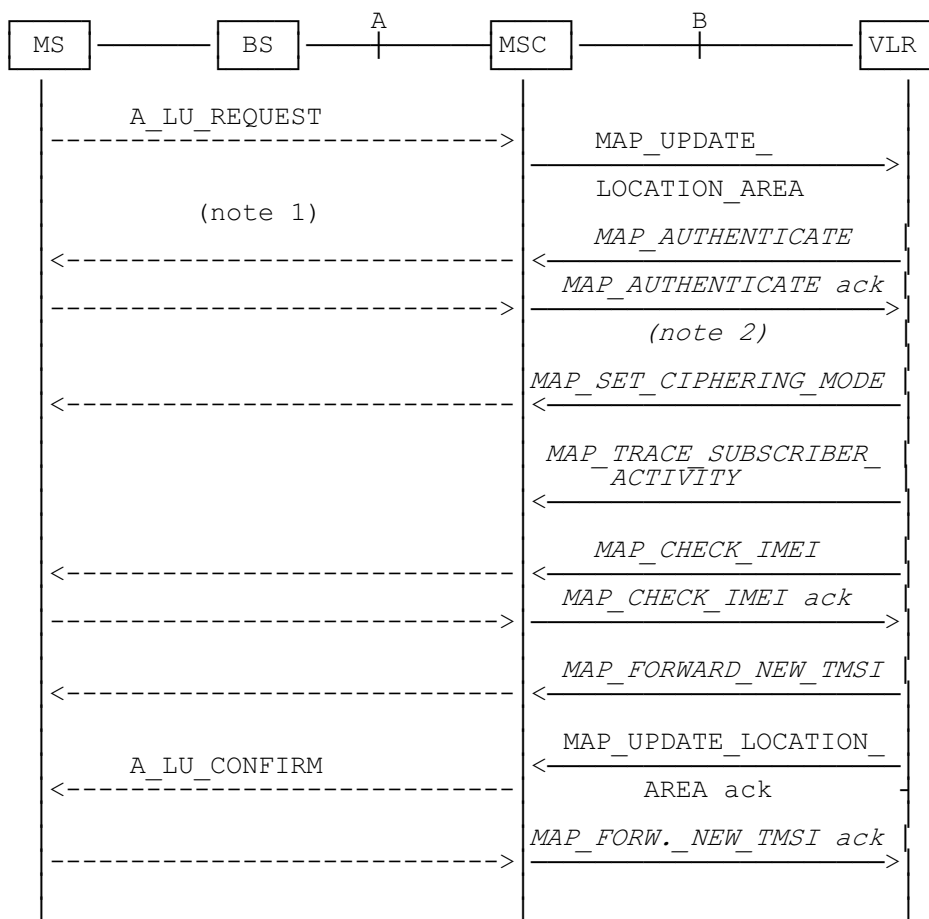 A B
MS BS MSC VLR
A_LU_REQUEST
MAP_UPDATE_
LOCATION_AREA
(note 1)
MAP_AUTHENTICATE
MAP_AUTHENTICATE ack
(note 2)
MAP_SET_CIPHERING_MODE
MAP_TRACE_SUBSCRIBER_
ACTIVITY
MAP_CHECK_IMEI
MAP_CHECK_IMEI ack
MAP_FORWARD_NEW_TMSI
MAP_UPDATE_LOCATION_
A_LU_CONFIRM
AREA ack
MAP_FORW._NEW_TMSI ack